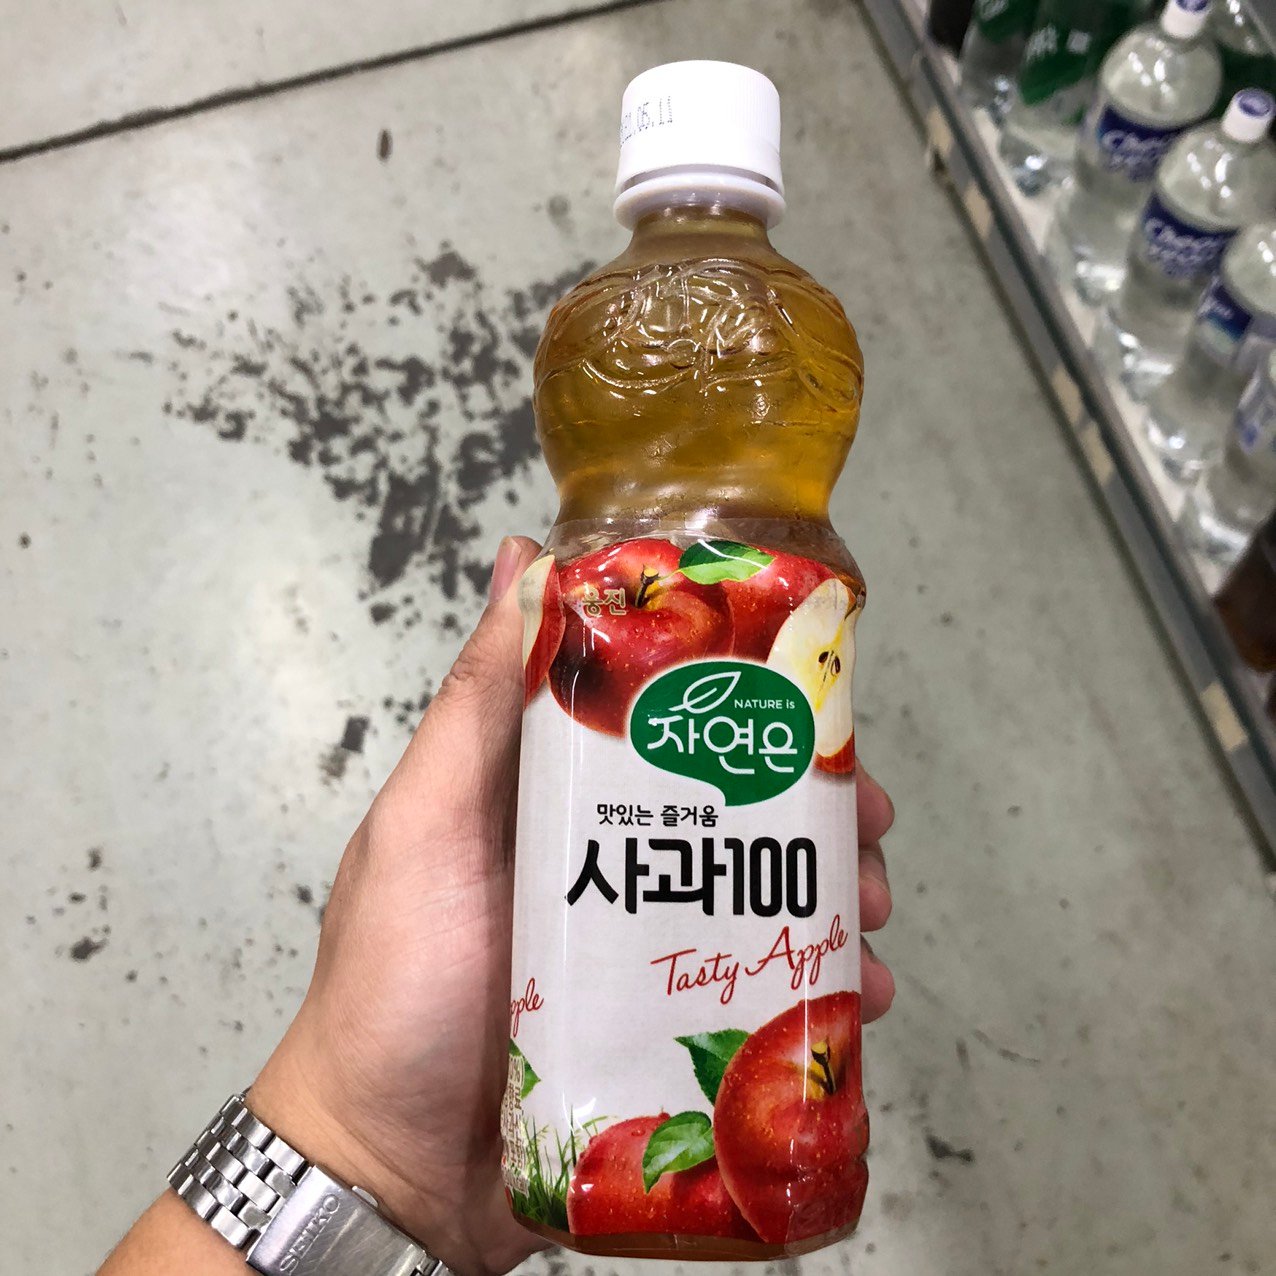 웅진
NATURE is
자연은
맛있는 즐거움
사과100
Tasty Apple
SEIKO